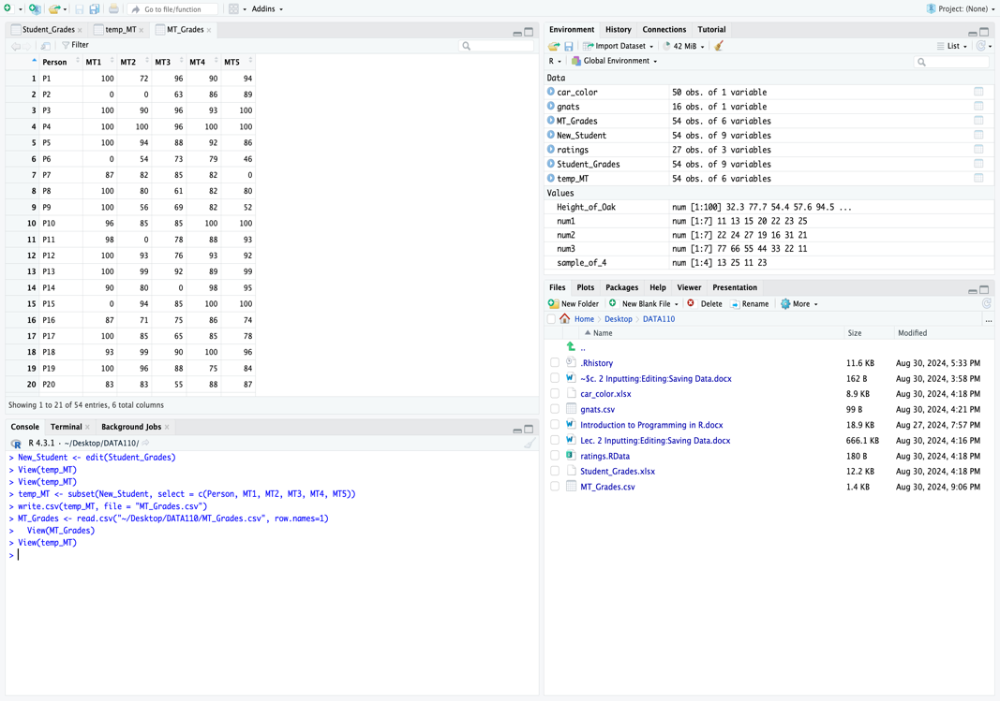 Go to file/function
Addins
Project: (None)
Student_Grades
temp_MT
MT_Grades
Filter
Person MT1 MT2 MT3 MT4 MT5
1 P1 100 72 96 90 94
2 P2 0 0 63 86 89
3 P3 100 90 96 93 100
4 P4 100 100 96 100 100
5 P5 100 94 88 92 86
6 P6 0 54 73 79 46
7 P7 87 82 85 82 0
8 P8 100 80 61 82 80
9 P9 100 56 69 82 52
10 P10 96 85 85 100 100
11 P11 98 0 78 88 93
12 P12 100 93 76 93 92
13 P13 100 99 92 89 99
14 P14 90 80 0 98 95
15 P15 0 94 85 100 100
16 P16 87 71 75 86 74
17 P17 100 85 65 85 78
18 P18 93 99 90 100 96
19 P19 100 96 88 75 84
20 P20 83 83 55 88 87
Showing 1 to 21 of 54 entries, 6 total columns
Console Terminal Background Jobs
R 4.3.1 · ~/Desktop/DATA110/
> New_Student <- edit(Student_Grades)
> View(temp_MT)
> View(temp_MT)
> temp_MT <- subset(New_Student, select = c(Person, MT1, MT2, MT3, MT4, MT5))
> write.csv(temp_MT, file = "MT_Grades.csv")
> MT_Grades <- read.csv("~/Desktop/DATA110/MT_Grades.csv", row.names=1)
>   View(MT_Grades)
> View(temp_MT)
>
Environment History Connections Tutorial
Import Dataset 42 MiB List
R Global Environment
Data
car_color 50 obs. of 1 variable
gnats 16 obs. of 1 variable
MT_Grades 54 obs. of 6 variables
New_Student 54 obs. of 9 variables
ratings 27 obs. of 3 variables
Student_Grades 54 obs. of 9 variables
temp_MT 54 obs. of 6 variables
Values
Height_of_Oak num [1:100] 32.3 77.7 54.4 57.6 94.5 ...
num1 num [1:7] 11 13 15 20 22 23 25
num2 num [1:7] 22 24 27 19 16 31 21
num3 num [1:7] 77 66 55 44 33 22 11
sample_of_4 num [1:4] 13 25 11 23
Files Plots Packages Help Viewer Presentation
New Folder New Blank File Delete Rename More
Home Desktop DATA110 ...
Name Size Modified
..
.Rhistory 11.6 KB Aug 30, 2024, 5:33 PM
~$c. 2 Inputting:Editing:Saving Data.docx 162 B Aug 30, 2024, 3:58 PM
car_color.xlsx 8.9 KB Aug 30, 2024, 4:18 PM
gnats.csv 99 B Aug 30, 2024, 4:21 PM
Introduction to Programming in R.docx 18.9 KB Aug 27, 2024, 7:57 PM
Lec. 2 Inputting:Editing:Saving Data.docx 666.1 KB Aug 30, 2024, 4:16 PM
ratings.RData 180 B Aug 30, 2024, 4:18 PM
Student_Grades.xlsx 12.2 KB Aug 30, 2024, 4:18 PM
MT_Grades.csv 1.4 KB Aug 30, 2024, 9:06 PM